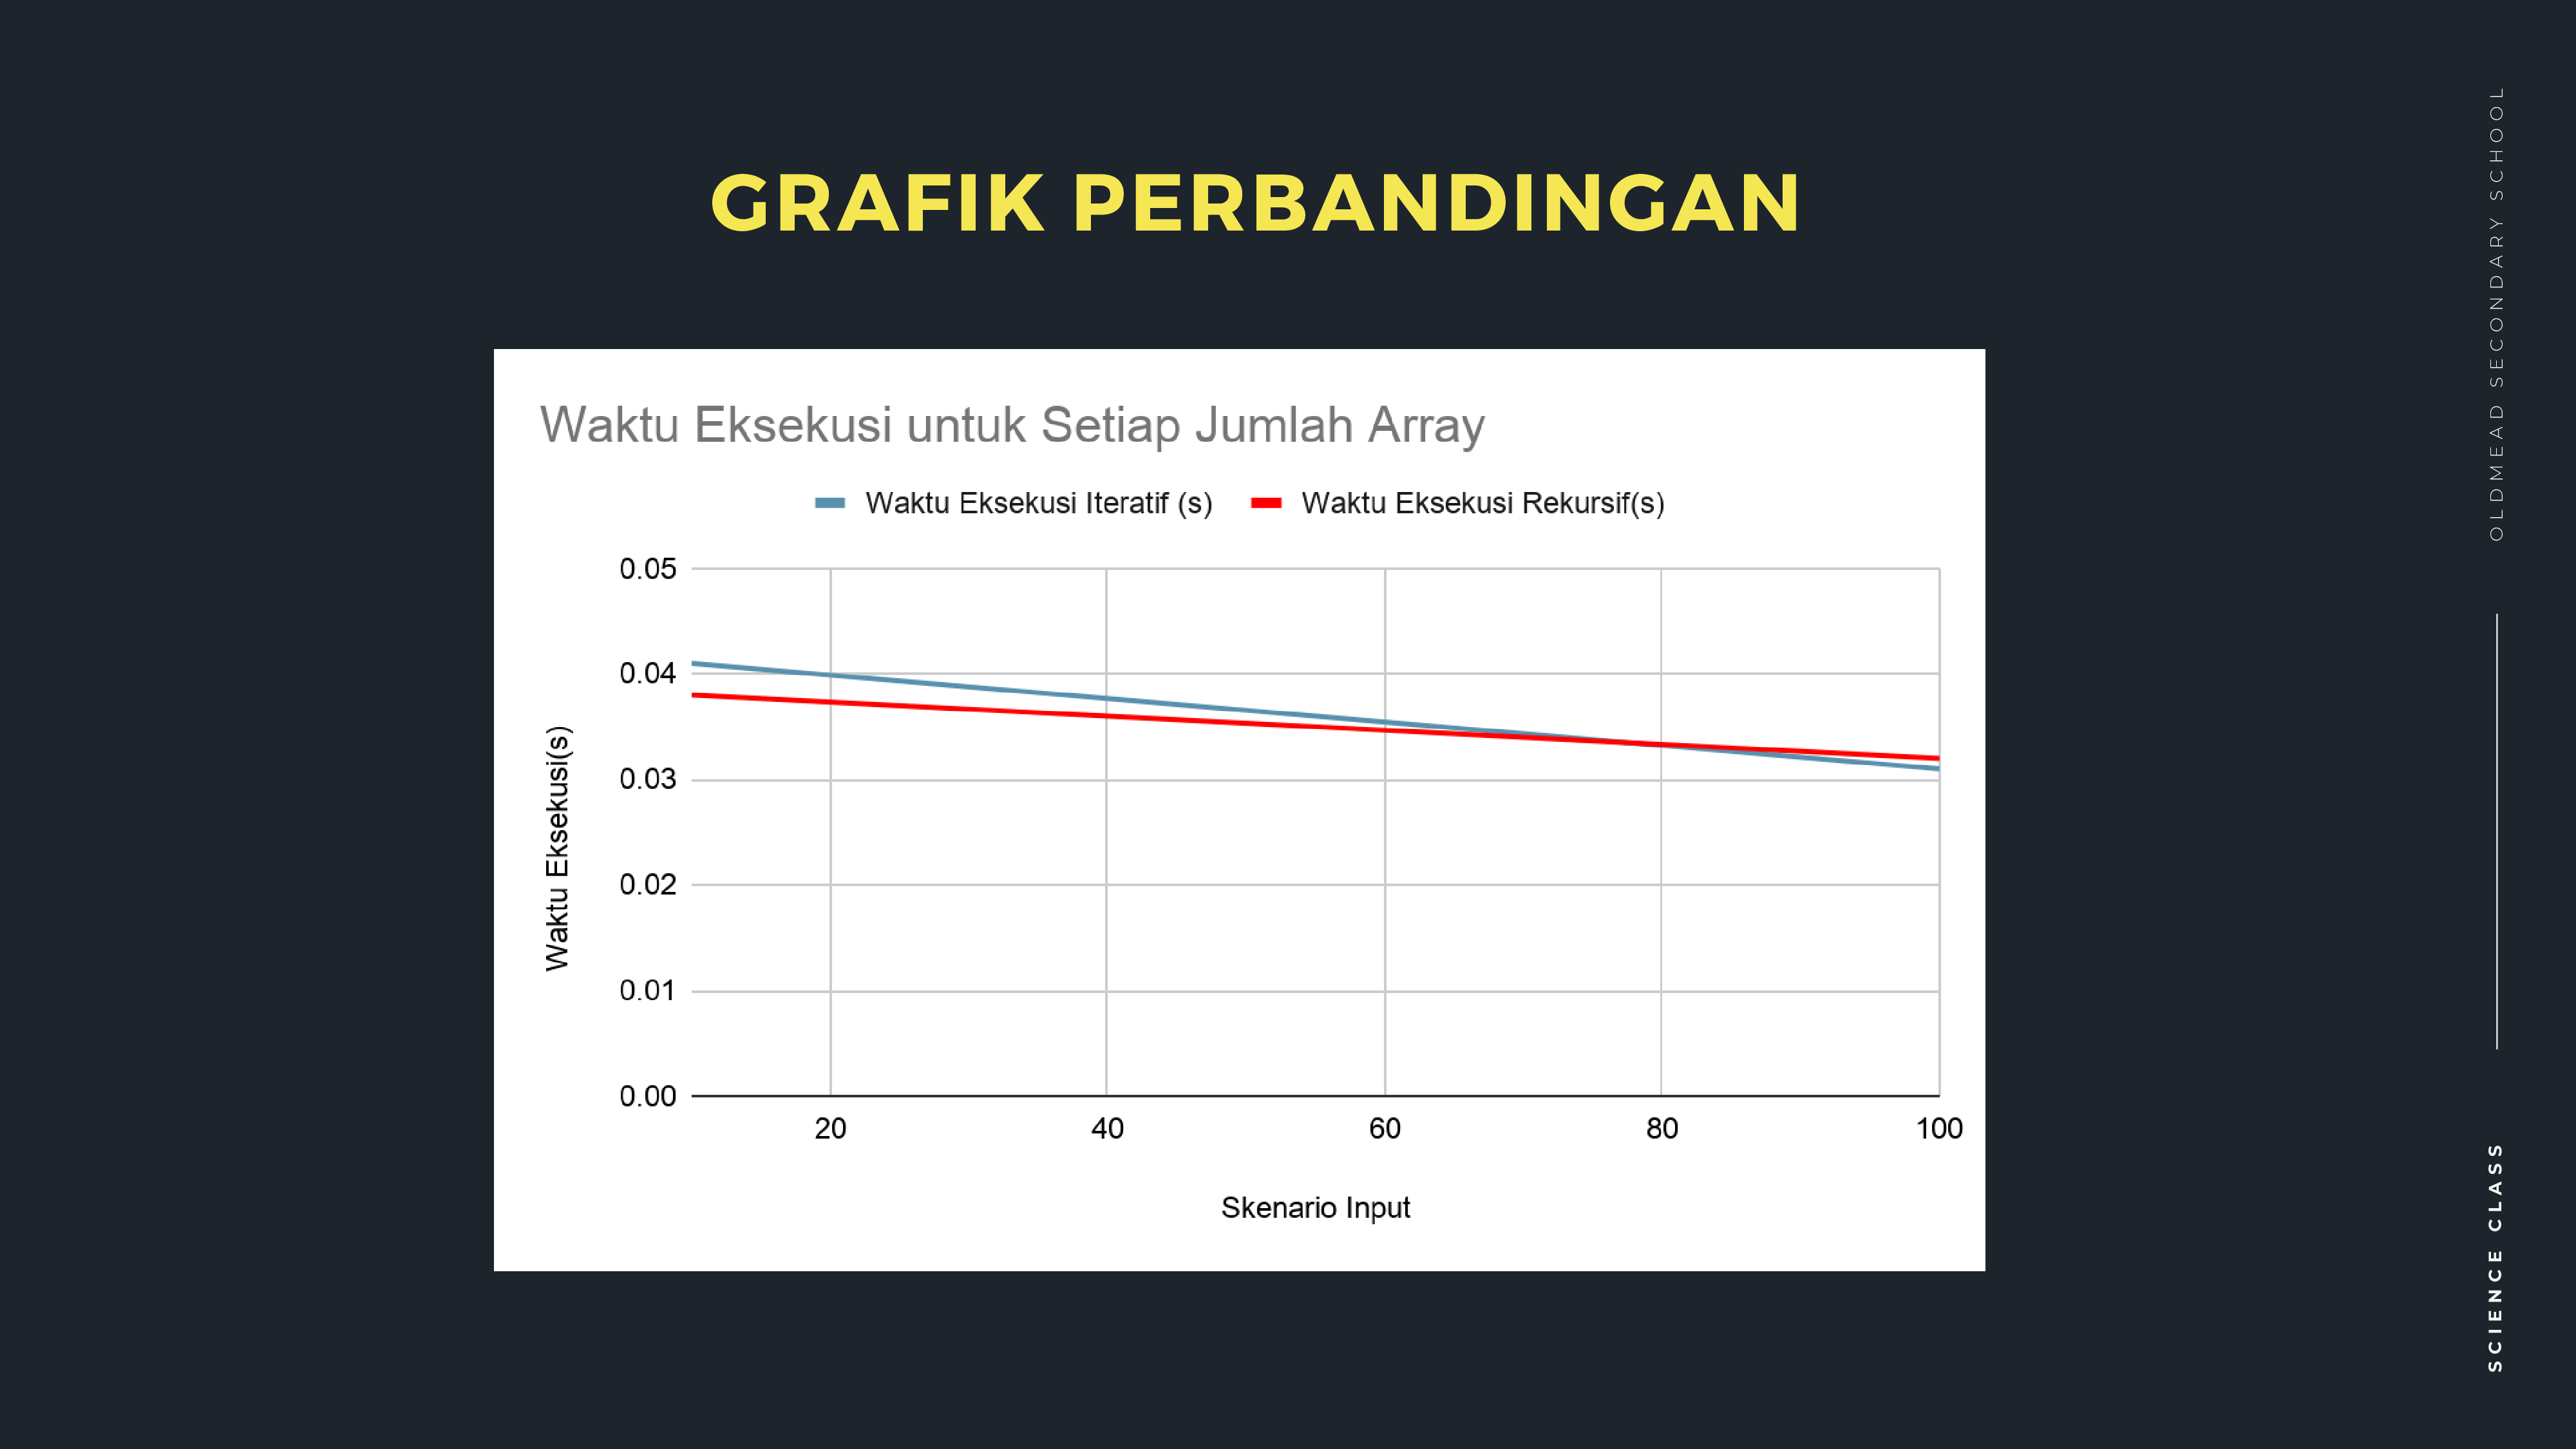 GRAFIK PERBANDINGAN
Waktu Eksekusi untuk Setiap Jumlah Array
Waktu Eksekusi Iteratif (s)
Waktu Eksekusi Rekursif(s)
Waktu Eksekusi(s)
0.05
0.04
0.03
0.02
0.01
0.00
20
40
60
80
100
Skenario Input
OLDMEAD SECONDARY SCHOOL
SCIENCE CLASS